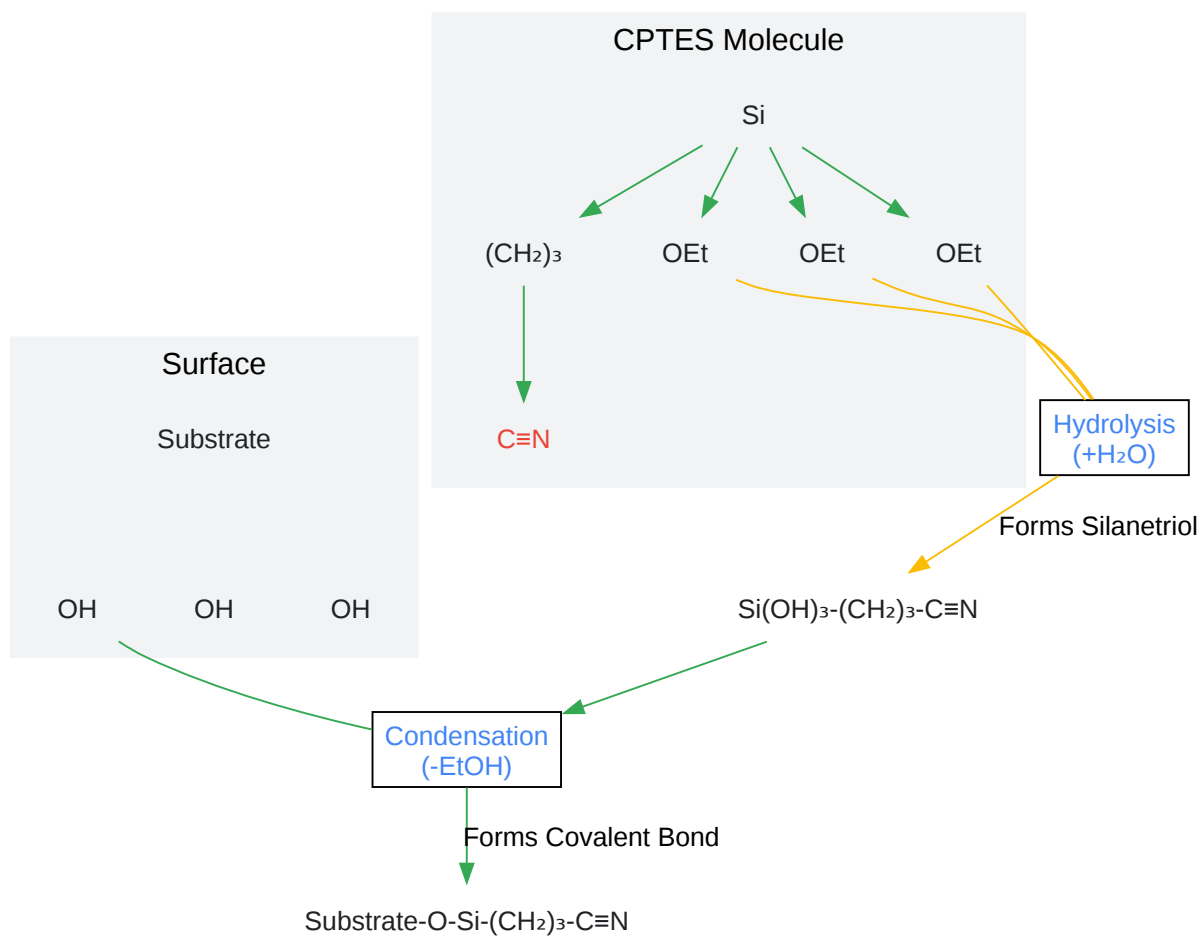 CPTES Molecule
Si
(CH₂)₃
OEt
OEt
OEt
C≡N
Surface
Substrate
OH
OH
OH
Hydrolysis
(+H₂O)
Forms Silanetriol
Si(OH)₃-(CH₂)₃-C≡N
Condensation
(-EtOH)
Forms Covalent Bond
Substrate-O-Si-(CH₂)₃-C≡N